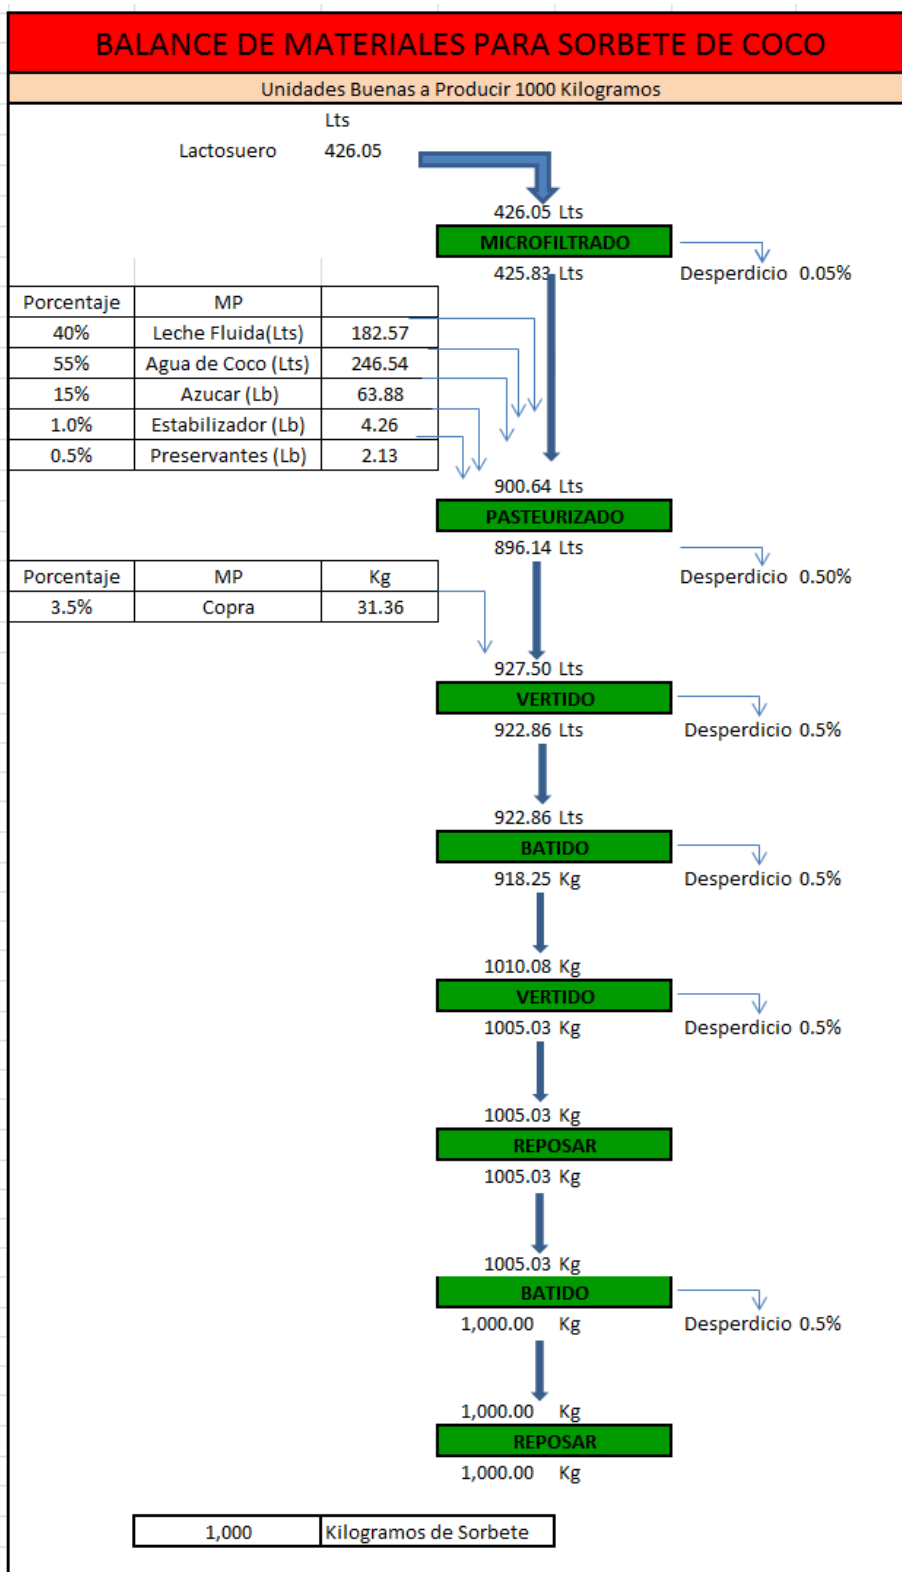 BALANCE DE MATERIALES PARA SORBETE DE COCO
Unidades Buenas a Producir 1000 Kilogramos
Lts
Lactosuero 426.05
426.05 Lts
MICROFILTRADO
425.83 Lts Desperdicio 0.05%
Porcentaje MP
40% Leche Fluida(Lts) 182.57
55% Agua de Coco (Lts) 246.54
15% Azucar (Lb) 63.88
1.0% Estabilizador (Lb) 4.26
0.5% Preservantes (Lb) 2.13
900.64 Lts
PASTEURIZADO
896.14 Lts
Porcentaje MP Kg Desperdicio 0.50%
3.5% Copra 31.36
927.50 Lts
VERTIDO
922.86 Lts Desperdicio 0.5%
922.86 Lts
BATIDO
918.25 Kg Desperdicio 0.5%
1010.08 Kg
VERTIDO
1005.03 Kg Desperdicio 0.5%
1005.03 Kg
REPOSAR
1005.03 Kg
1005.03 Kg
BATIDO
1,000.00 Kg Desperdicio 0.5%
1,000.00 Kg
REPOSAR
1,000.00 Kg
1,000 Kilogramos de Sorbete